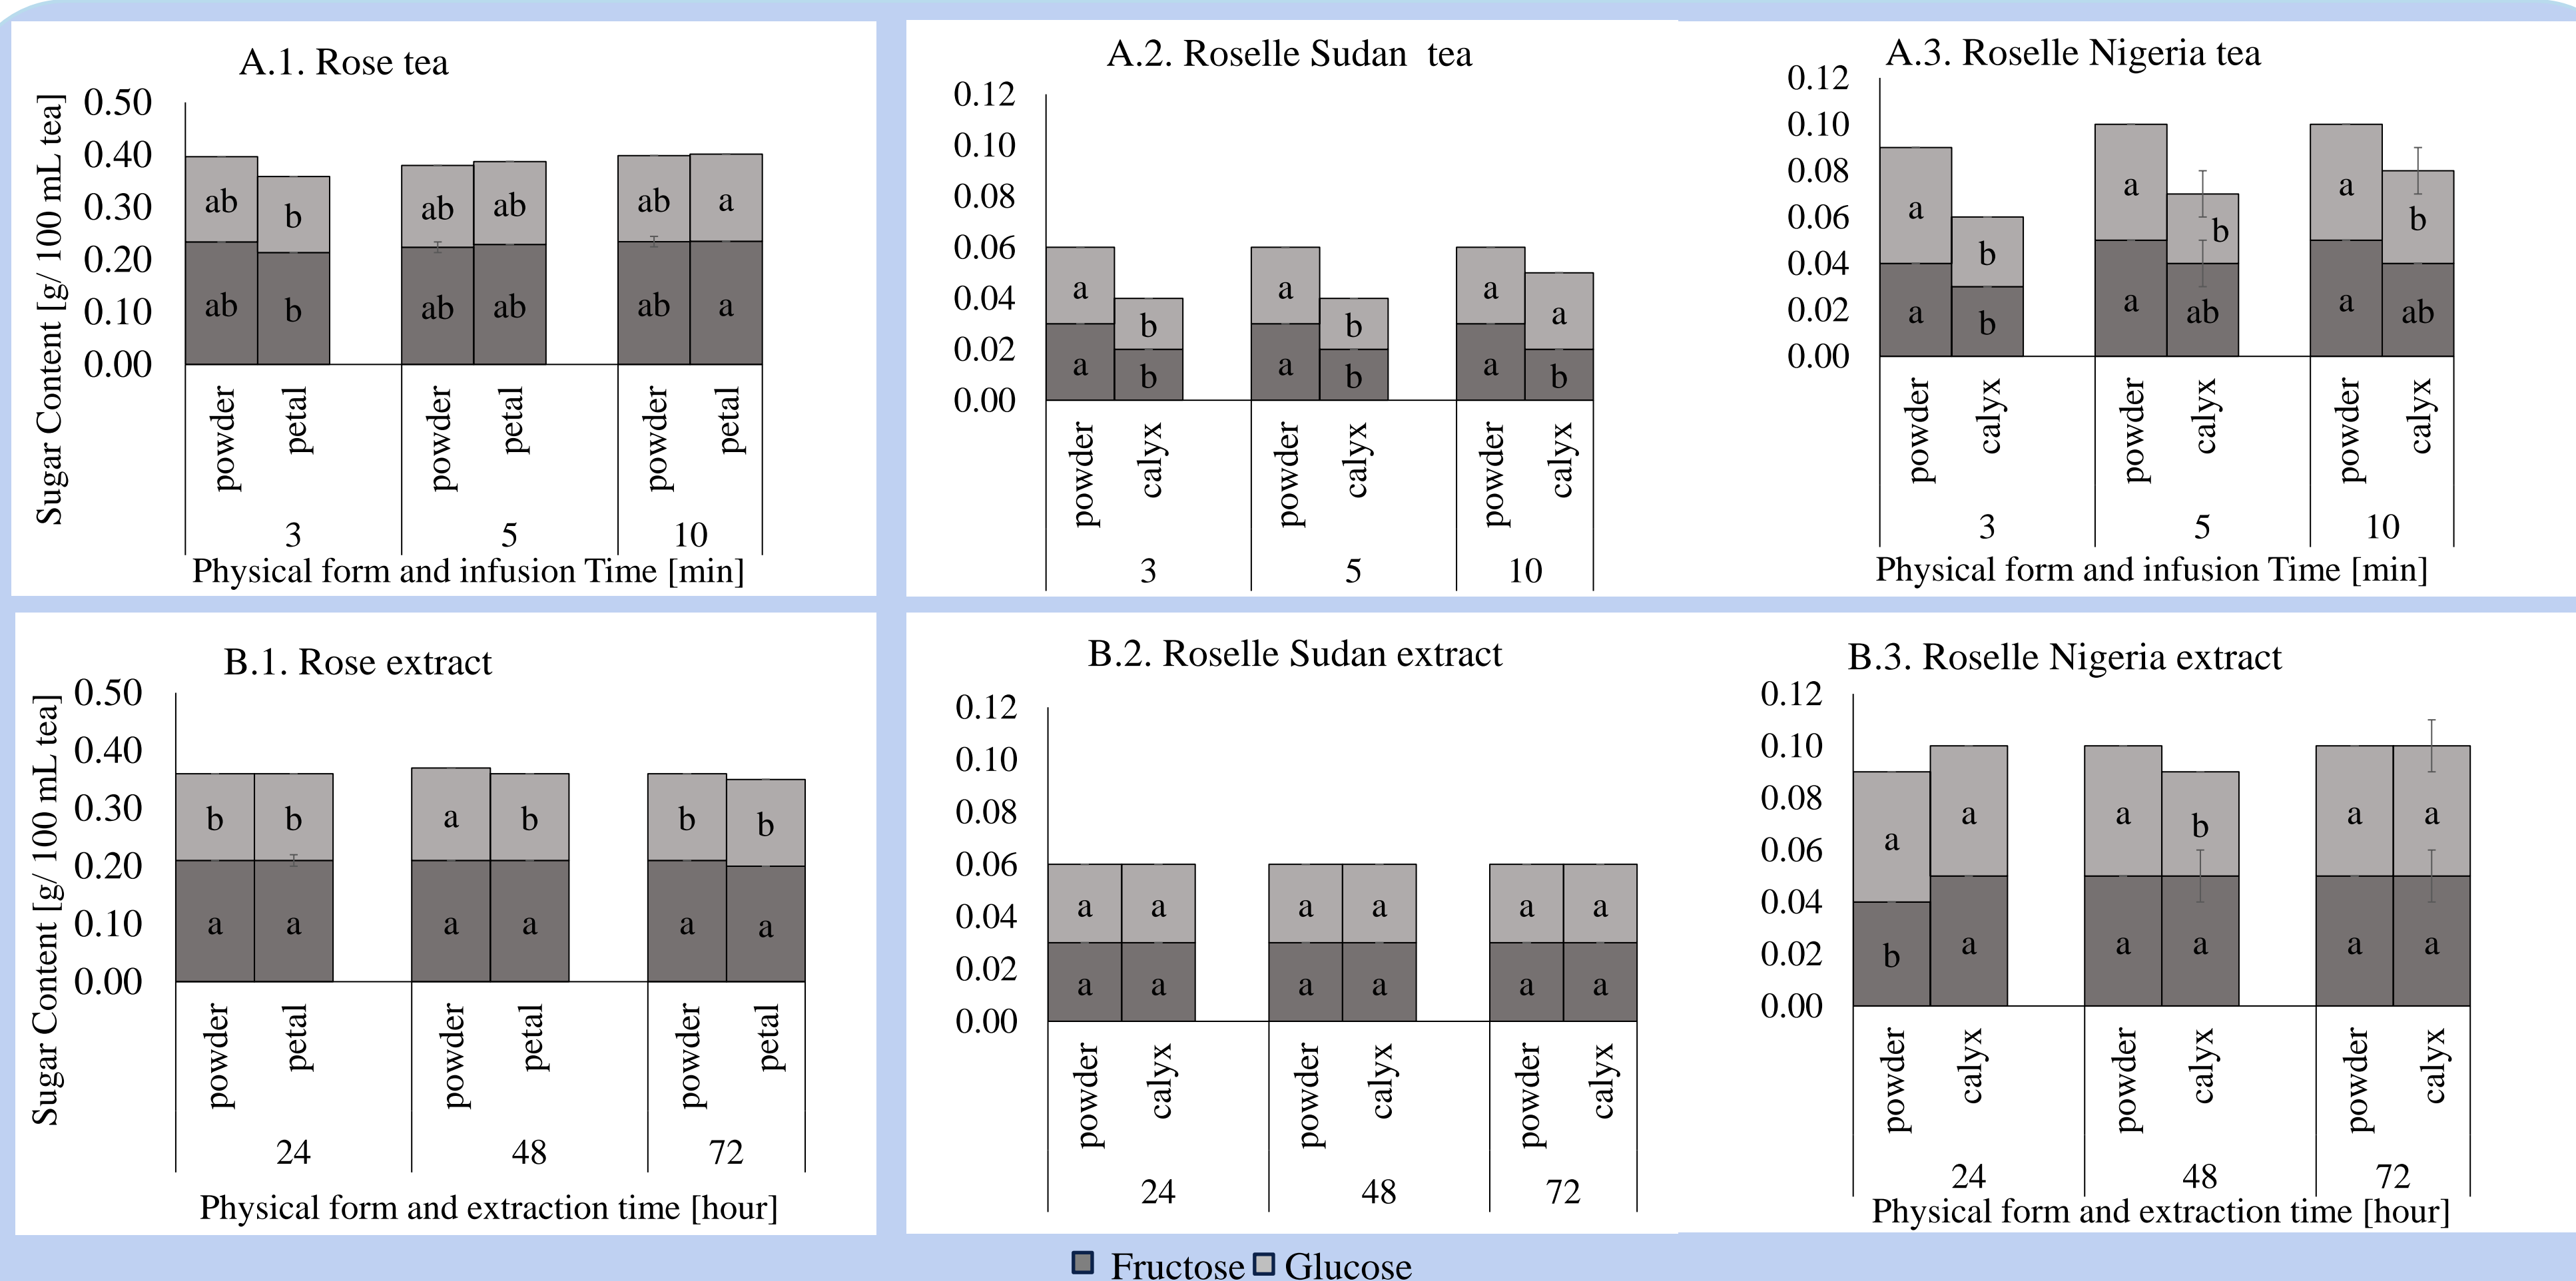 A.1. Rose tea
Sugar Content [g/ 100 mL tea]
0.50
0.40
0.30
0.20
0.10
0.00
ab b ab ab ab a
ab b ab ab ab a
powder petal powder petal powder petal
3 5 10
Physical form and infusion Time [min]
A.2. Roselle Sudan tea
0.12
0.10
0.08
0.06
0.04
0.02
0.00
a b a b a a
a b a b a b
powder calyx powder calyx powder calyx
3 5 10
A.3. Roselle Nigeria tea
0.12
0.10
0.08
0.06
0.04
0.02
0.00
a b a b a b
a b a ab a ab
powder calyx powder calyx powder calyx
3 5 10
Physical form and infusion Time [min]
B.1. Rose extract
Sugar Content [g/ 100 mL tea]
0.50
0.40
0.30
0.20
0.10
0.00
b b a b b b
a a a a a a
powder petal powder petal powder petal
24 48 72
Physical form and extraction time [hour]
B.2. Roselle Sudan extract
0.12
0.10
0.08
0.06
0.04
0.02
0.00
a a a a a a
a a a a a a
powder calyx powder calyx powder calyx
24 48 72
B.3. Roselle Nigeria extract
0.12
0.10
0.08
0.06
0.04
0.02
0.00
a a a b a a
b a a a a a
powder calyx powder calyx powder calyx
24 48 72
Physical form and extraction time [hour]
Fructose Glucose